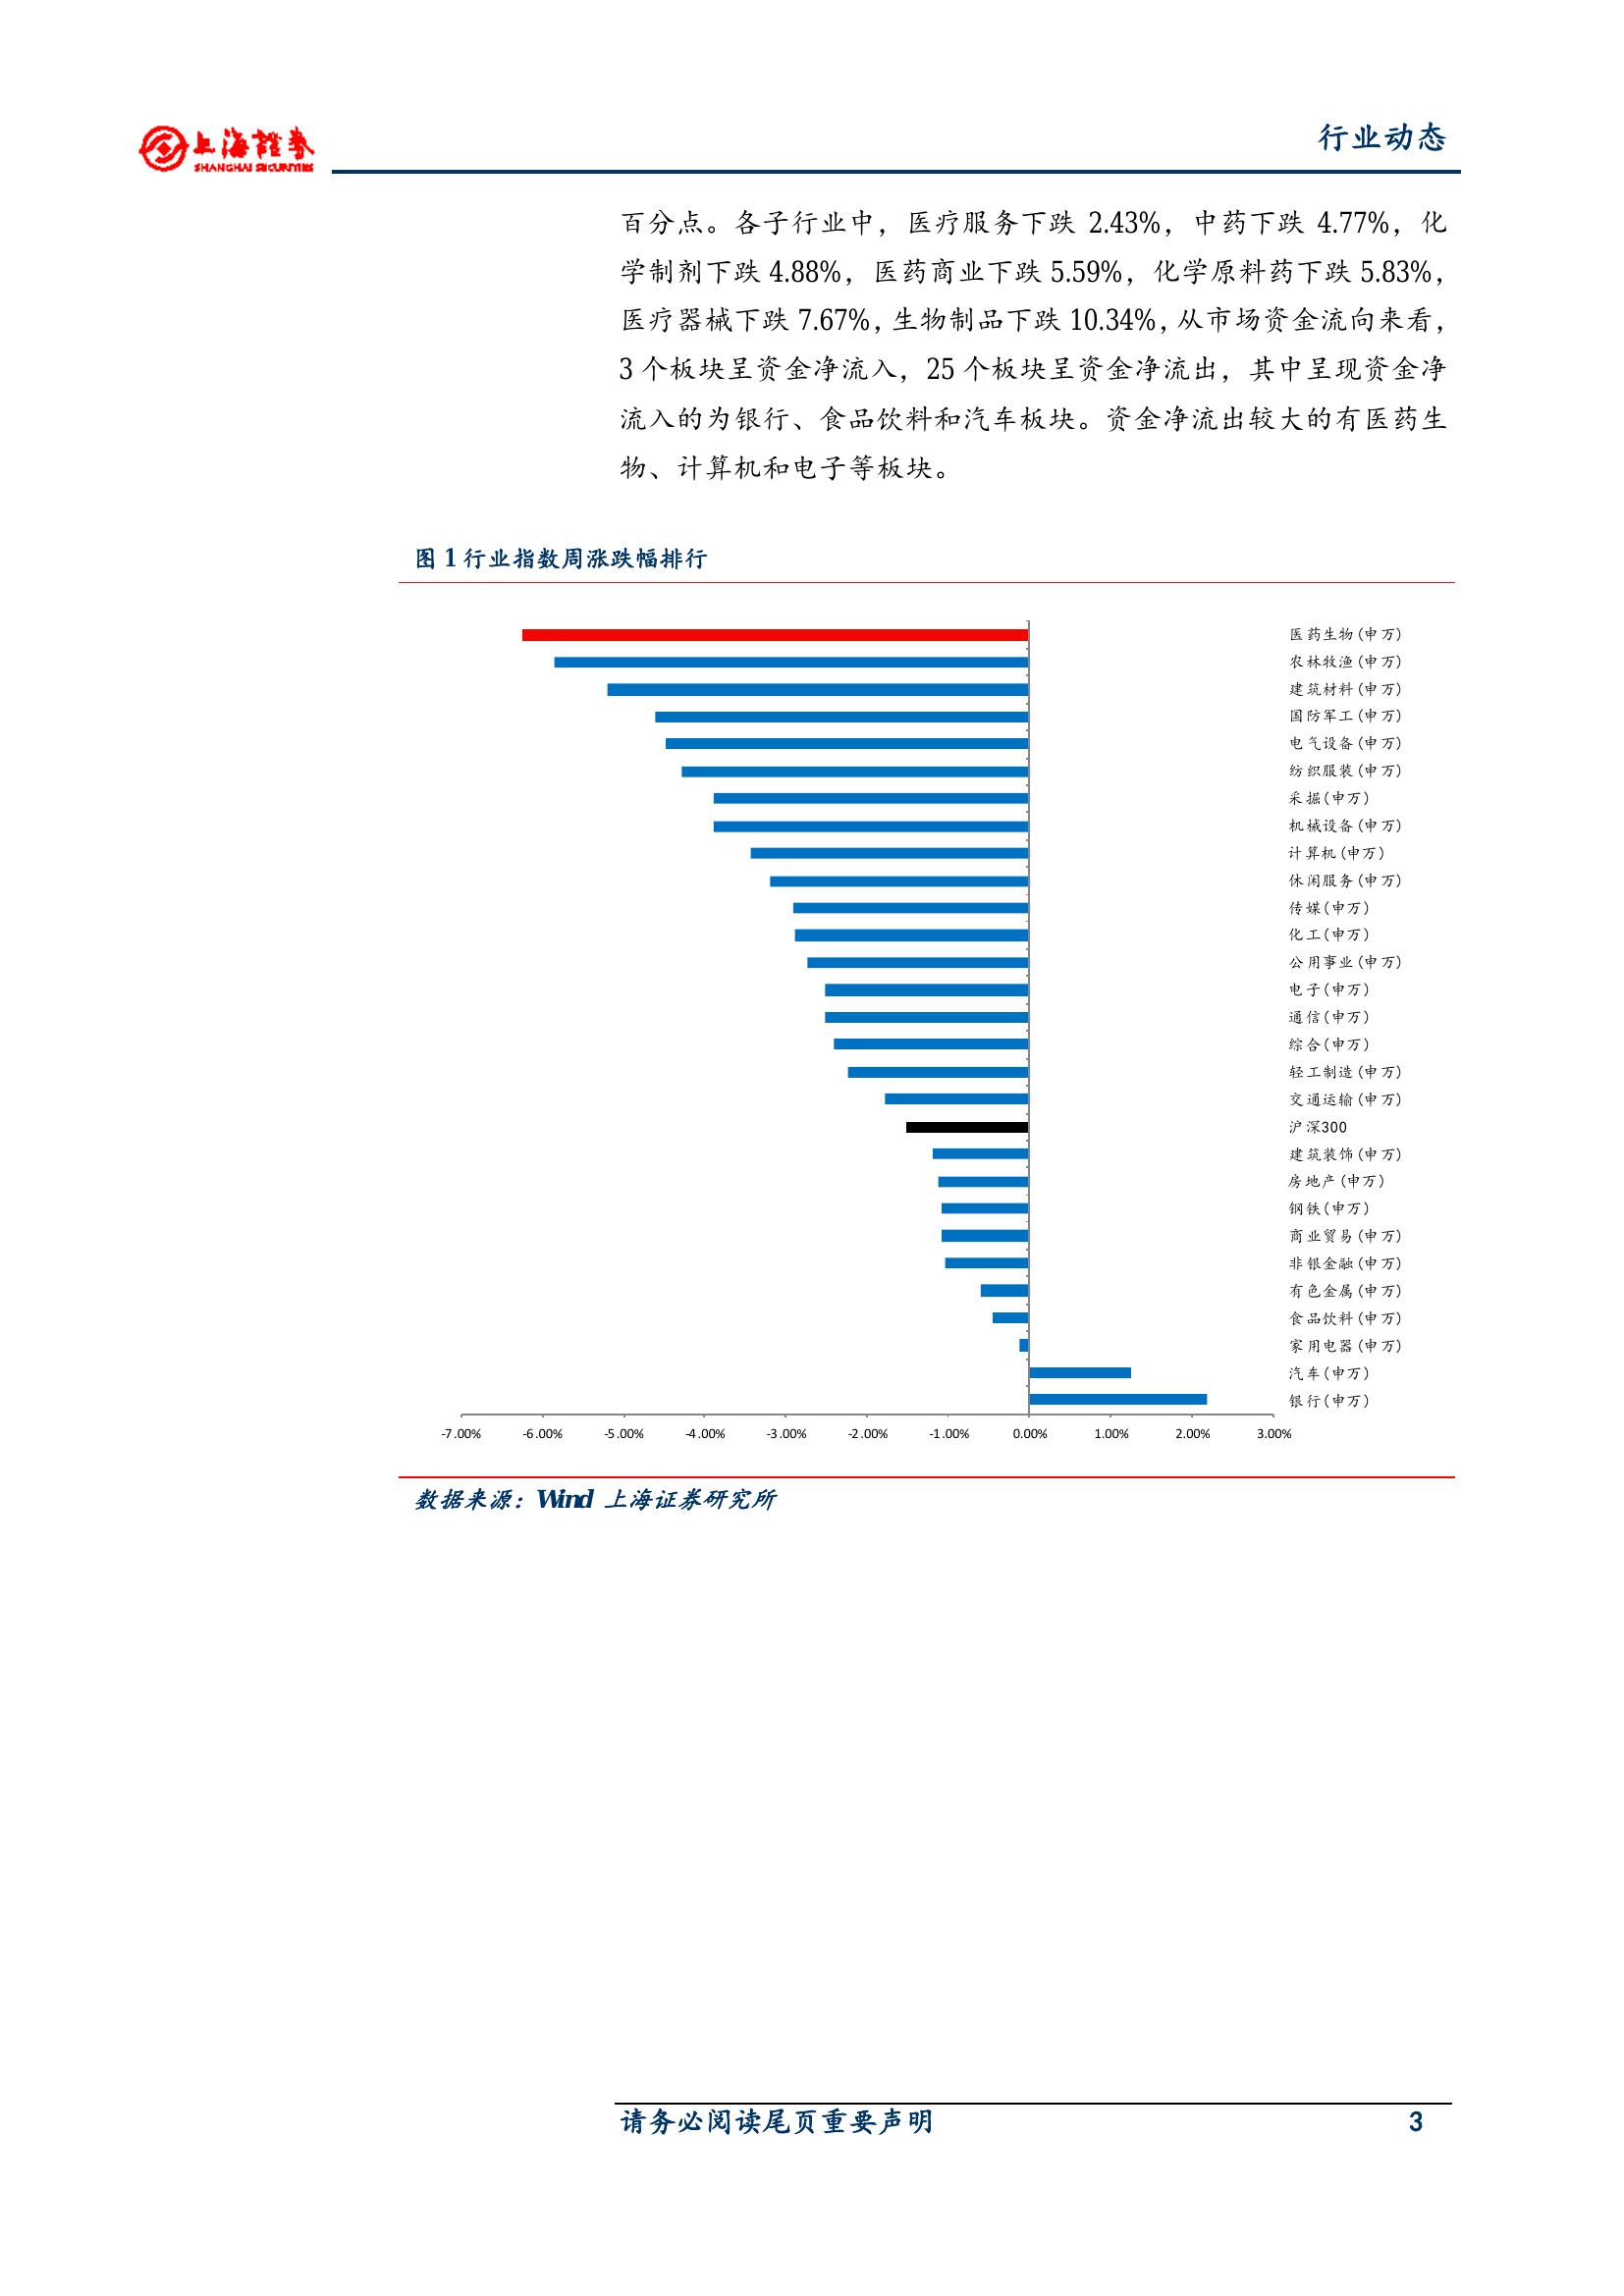 上海證券
SHANGHAI SECURITIES
行业动态
百分点。各子行业中，医疗服务下跌 2.43%，中药下跌 4.77%，化
学制剂下跌 4.88%，医药商业下跌 5.59%，化学原料药下跌 5.83%，
医疗器械下跌 7.67%，生物制品下跌 10.34%，从市场资金流向来看，
3 个板块呈资金净流入，25 个板块呈资金净流出，其中呈现资金净
流入的为银行、食品饮料和汽车板块。资金净流出较大的有医药生
物、计算机和电子等板块。
图 1 行业指数周涨跌幅排行
医药生物(申万)
农林牧渔(申万)
建筑材料(申万)
国防军工(申万)
电气设备(申万)
纺织服装(申万)
采掘(申万)
机械设备(申万)
计算机(申万)
休闲服务(申万)
传媒(申万)
化工(申万)
公用事业(申万)
电子(申万)
通信(申万)
综合(申万)
轻工制造(申万)
交通运输(申万)
沪深300
建筑装饰(申万)
房地产(申万)
钢铁(申万)
商业贸易(申万)
非银金融(申万)
有色金属(申万)
食品饮料(申万)
家用电器(申万)
汽车(申万)
银行(申万)
-7.00% -6.00% -5.00% -4.00% -3.00% -2.00% -1.00% 0.00% 1.00% 2.00% 3.00%
数据来源：Wind 上海证券研究所
请务必阅读尾页重要声明 3